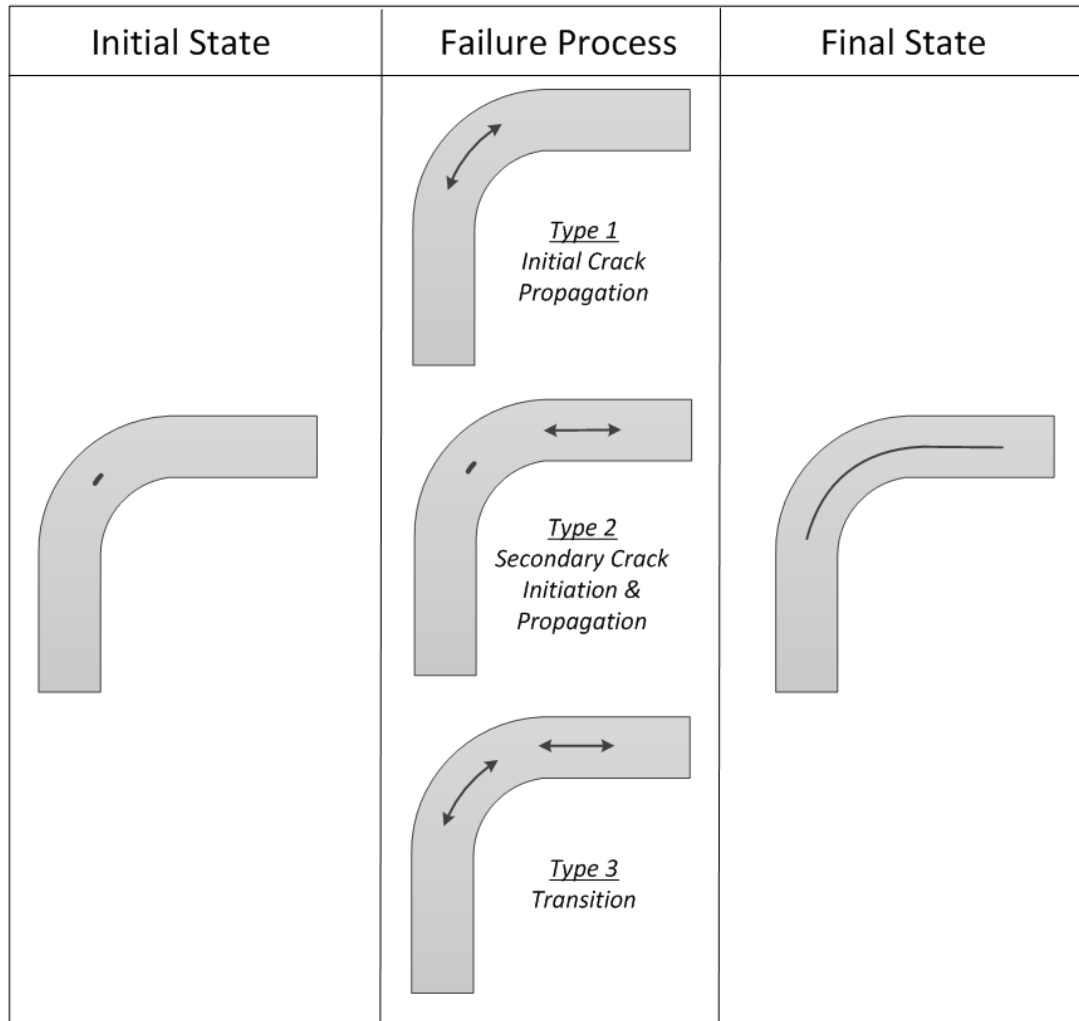 Initial State
Failure Process
Final State
Type 1
Initial Crack
Propagation
Type 2
Secondary Crack
Initiation &
Propagation
Type 3
Transition